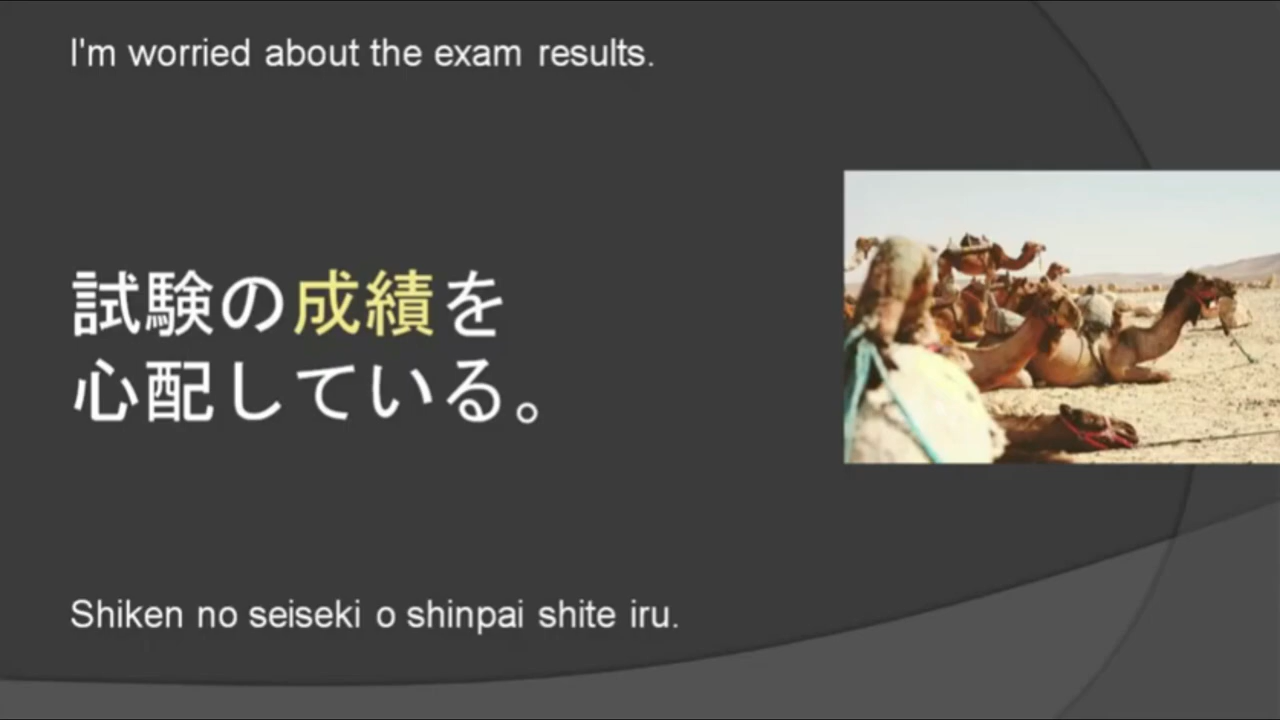 I'm worried about the exam results.
試験の成績を
心配している。
Shiken no seiseki o shinpai shite iru.